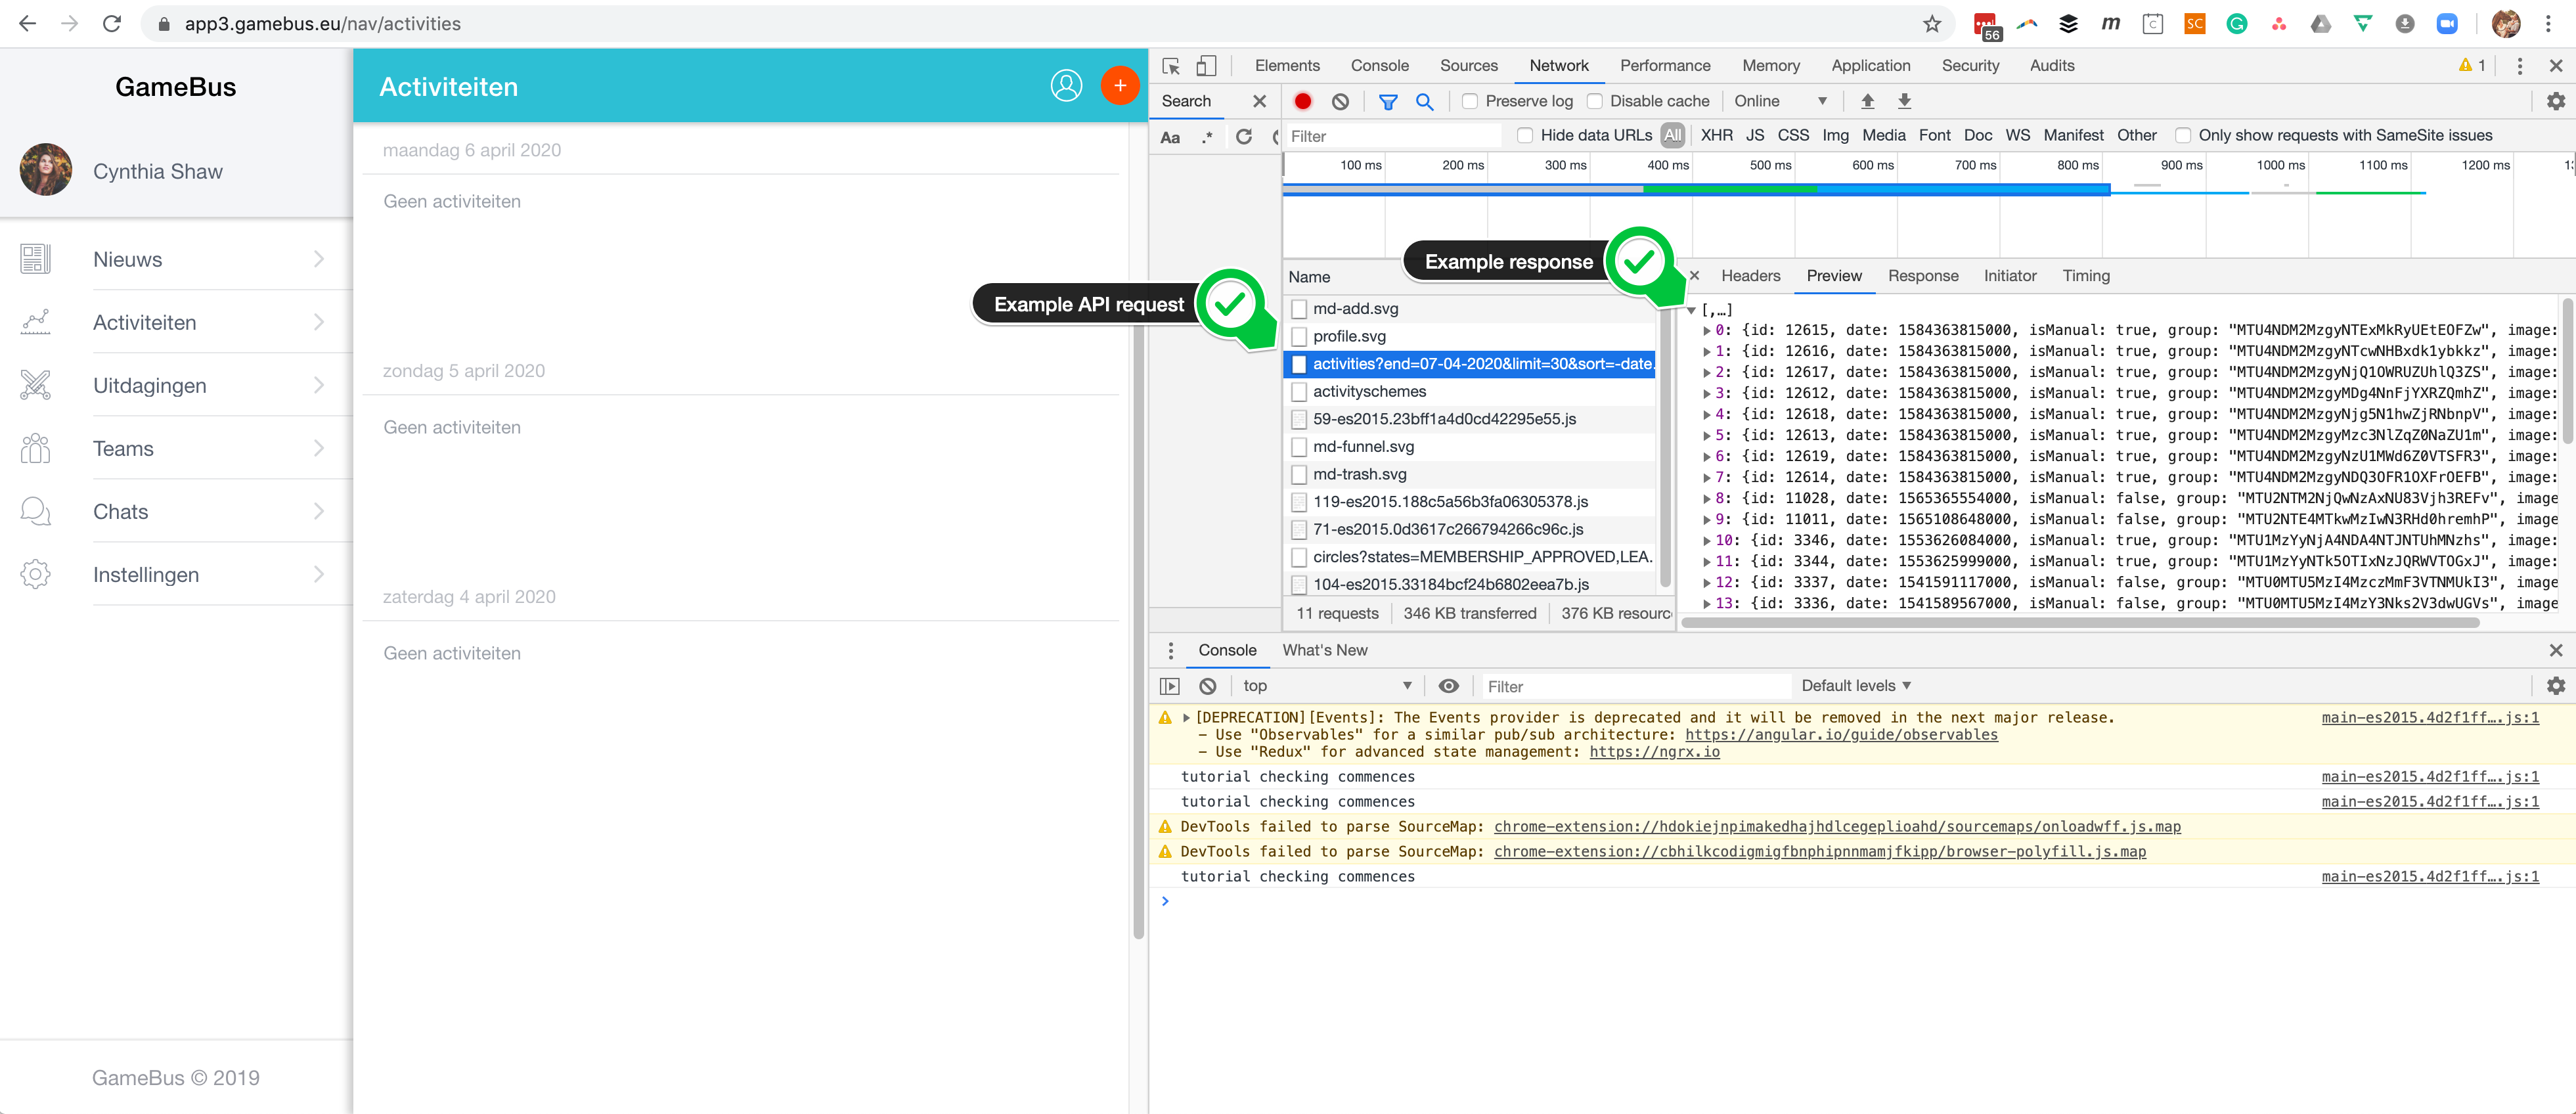 app3.gamebus.eu/nav/activities
56
GameBus
Cynthia Shaw
Nieuws
Activiteiten
Uitdagingen
Teams
Chats
Instellingen
GameBus © 2019
Activiteiten
maandag 6 april 2020
Geen activiteiten
zondag 5 april 2020
Geen activiteiten
zaterdag 4 april 2020
Geen activiteiten
Example API request
Example response
Elements Console Sources Network Performance Memory Application Security Audits 1
Search
Preserve log Disable cache Online
Aa .*
Filter Hide data URLs All XHR JS CSS Img Media Font Doc WS Manifest Other Only show requests with SameSite issues
100 ms 200 ms 300 ms 400 ms 500 ms 600 ms 700 ms 800 ms 900 ms 1000 ms 1100 ms 1200 ms
Name
md-add.svg
profile.svg
activities?end=07-04-2020&limit=30&sort=-date.
activityschemes
59-es2015.23bff1a4d0cd42295e55.js
md-funnel.svg
md-trash.svg
119-es2015.188c5a56b3fa06305378.js
71-es2015.0d3617c266794266c96c.js
circles?states=MEMBERSHIP_APPROVED,LEA.
104-es2015.33184bcf24b6802eea7b.js
11 requests 346 KB transferred 376 KB resourc
Headers Preview Response Initiator Timing
[,…]
0: {id: 12615, date: 1584363815000, isManual: true, group: "MTU4NDM2MzgyNTExMkRyUEtEOFZw", image:
1: {id: 12616, date: 1584363815000, isManual: true, group: "MTU4NDM2MzgyNTcwNHBxdk1ybkkz", image:
2: {id: 12617, date: 1584363815000, isManual: true, group: "MTU4NDM2MzgyNjQ1OWRUZUhlQ3ZS", image:
3: {id: 12612, date: 1584363815000, isManual: true, group: "MTU4NDM2MzgyMDg4NnFjYXRZQmhZ", image:
4: {id: 12618, date: 1584363815000, isManual: true, group: "MTU4NDM2MzgyNjg5N1hwZjRNbnpV", image:
5: {id: 12613, date: 1584363815000, isManual: true, group: "MTU4NDM2MzgyMzc3NlZqZ0NaZU1m", image:
6: {id: 12619, date: 1584363815000, isManual: true, group: "MTU4NDM2MzgyNzU1MWd6Z0VTSFR3", image:
7: {id: 12614, date: 1584363815000, isManual: true, group: "MTU4NDM2MzgyNDQ3OFR1OXFrOEFB", image:
8: {id: 11028, date: 1565365554000, isManual: false, group: "MTU2NTM2NjQwNzAxNU83Vjh3REFv", image
9: {id: 11011, date: 1565108648000, isManual: false, group: "MTU2NTE4MTkwMzIwN3RHd0hremhP", image
10: {id: 3346, date: 1553626084000, isManual: true, group: "MTU1MzYyNjA4NDA4NTJNTUhMNzhs", image:
11: {id: 3344, date: 1553625999000, isManual: true, group: "MTU1MzYyNTk5OTIxNzJQRWVTOGxJ", image:
12: {id: 3337, date: 1541591117000, isManual: false, group: "MTU0MTU5MzI4MzczMmF3VTNMUkI3", image
13: {id: 3336, date: 1541589567000, isManual: false, group: "MTU0MTU5MzI4MzY3Nks2V3dwUGVs", image
Console What's New
top Filter Default levels
[DEPRECATION][Events]: The Events provider is deprecated and it will be removed in the next major release. main-es2015.4d2f1ff….js:1
– Use "Observables" for a similar pub/sub architecture: https://angular.io/guide/observables
– Use "Redux" for advanced state management: https://ngrx.io
tutorial checking commences main-es2015.4d2f1ff….js:1
tutorial checking commences main-es2015.4d2f1ff….js:1
DevTools failed to parse SourceMap: chrome-extension://hdokiejnpimakedhajhdlcegeplioahd/sourcemaps/onloadwff.js.map
DevTools failed to parse SourceMap: chrome-extension://cbhilkcodigmigfbnphipnnmamjfkipp/browser-polyfill.js.map
tutorial checking commences main-es2015.4d2f1ff….js:1